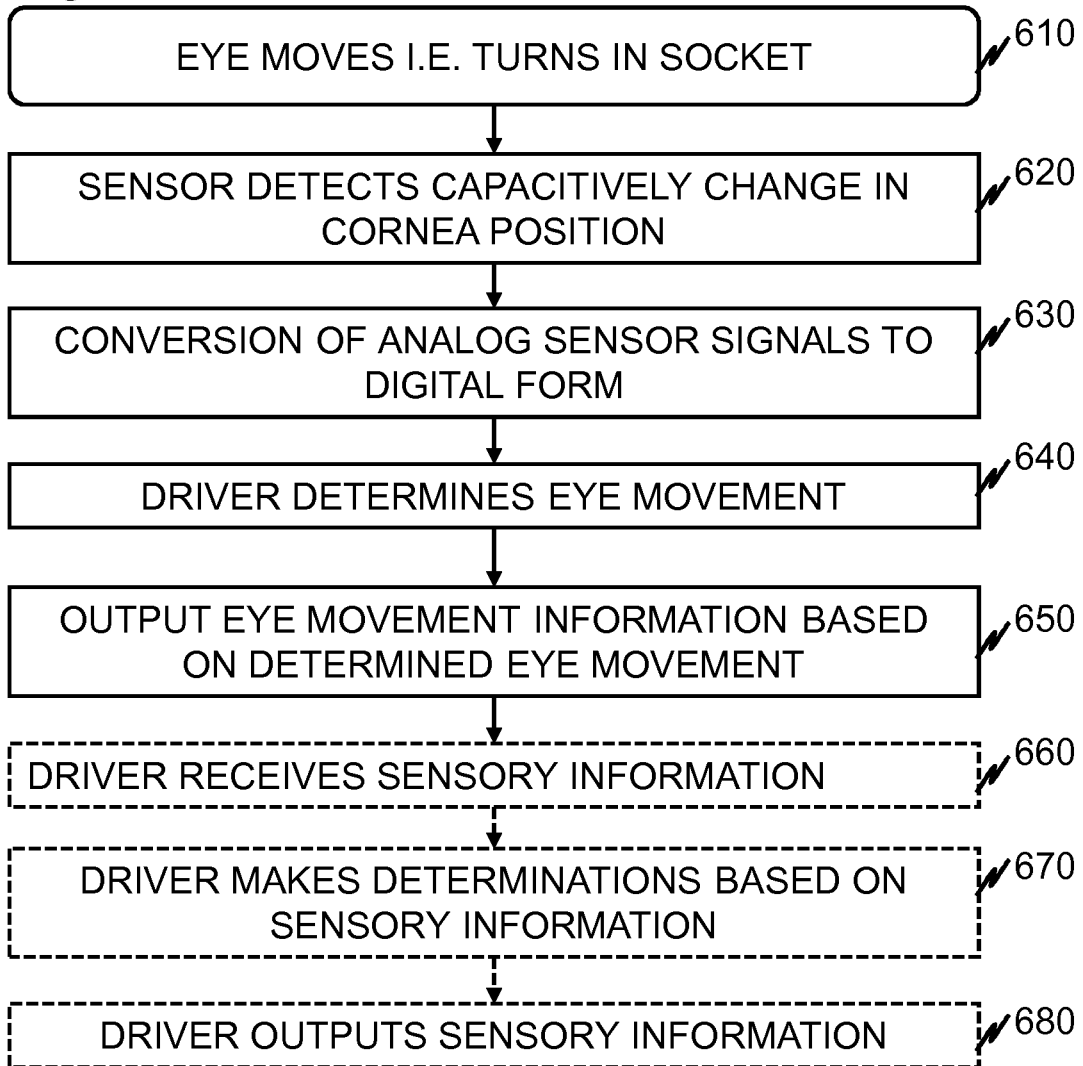 EYE MOVES I.E. TURNS IN SOCKET
610
SENSOR DETECTS CAPACITIVELY CHANGE IN
CORNEA POSITION
620
CONVERSION OF ANALOG SENSOR SIGNALS TO
DIGITAL FORM
630
DRIVER DETERMINES EYE MOVEMENT
640
OUTPUT EYE MOVEMENT INFORMATION BASED
ON DETERMINED EYE MOVEMENT
650
DRIVER RECEIVES SENSORY INFORMATION
660
DRIVER MAKES DETERMINATIONS BASED ON
SENSORY INFORMATION
670
DRIVER OUTPUTS SENSORY INFORMATION
680